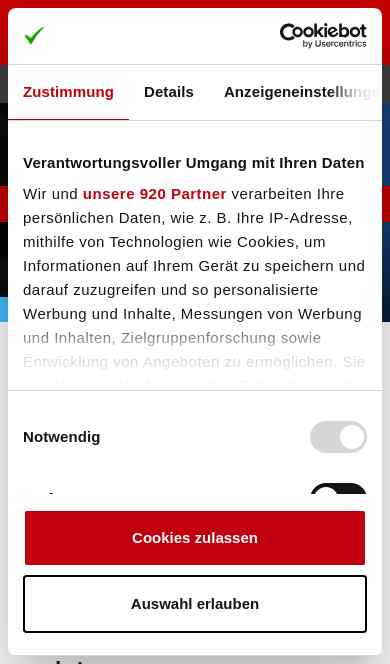 Cookiebot
by Usercentrics
Zustimmung Details Anzeigeneinstellung
Verantwortungsvoller Umgang mit Ihren Daten
Wir und unsere 920 Partner verarbeiten Ihre
persönlichen Daten, wie z. B. Ihre IP-Adresse,
mithilfe von Technologien wie Cookies, um
Informationen auf Ihrem Gerät zu speichern und
darauf zuzugreifen und so personalisierte
Werbung und Inhalte, Messungen von Werbung
und Inhalten, Zielgruppenforschung sowie
Entwicklung von Angeboten zu ermöglichen. Sie
Notwendig
Cookies zulassen
Auswahl erlauben